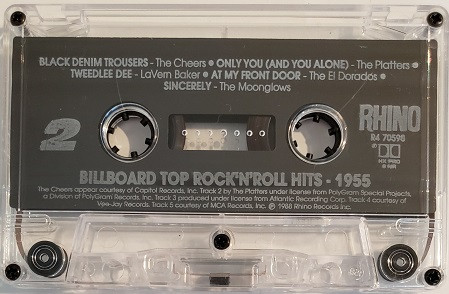 BLACK DENIM TROUSERS - The Cheers • ONLY YOU (AND YOU ALONE) - The Platters •
TWEEDLEE DEE - LaVern Baker • AT MY FRONT DOOR - The El Dorados •
SINCERELY - The Moonglows
2
RHINO
R4 70598
BILLBOARD TOP ROCK'N'ROLL HITS - 1955
The Cheers appear courtesy of Capitol Records, Inc. Track 2 by The Platters under license from PolyGram Special Projects,
a Division of PolyGram Records, Inc. Track 3 produced under license from Atlantic Recording Corp. Track 4 courtesy of
Vee-Jay Records. Track 5 courtesy of MCA Records, Inc. 1988 Rhino Records Inc.